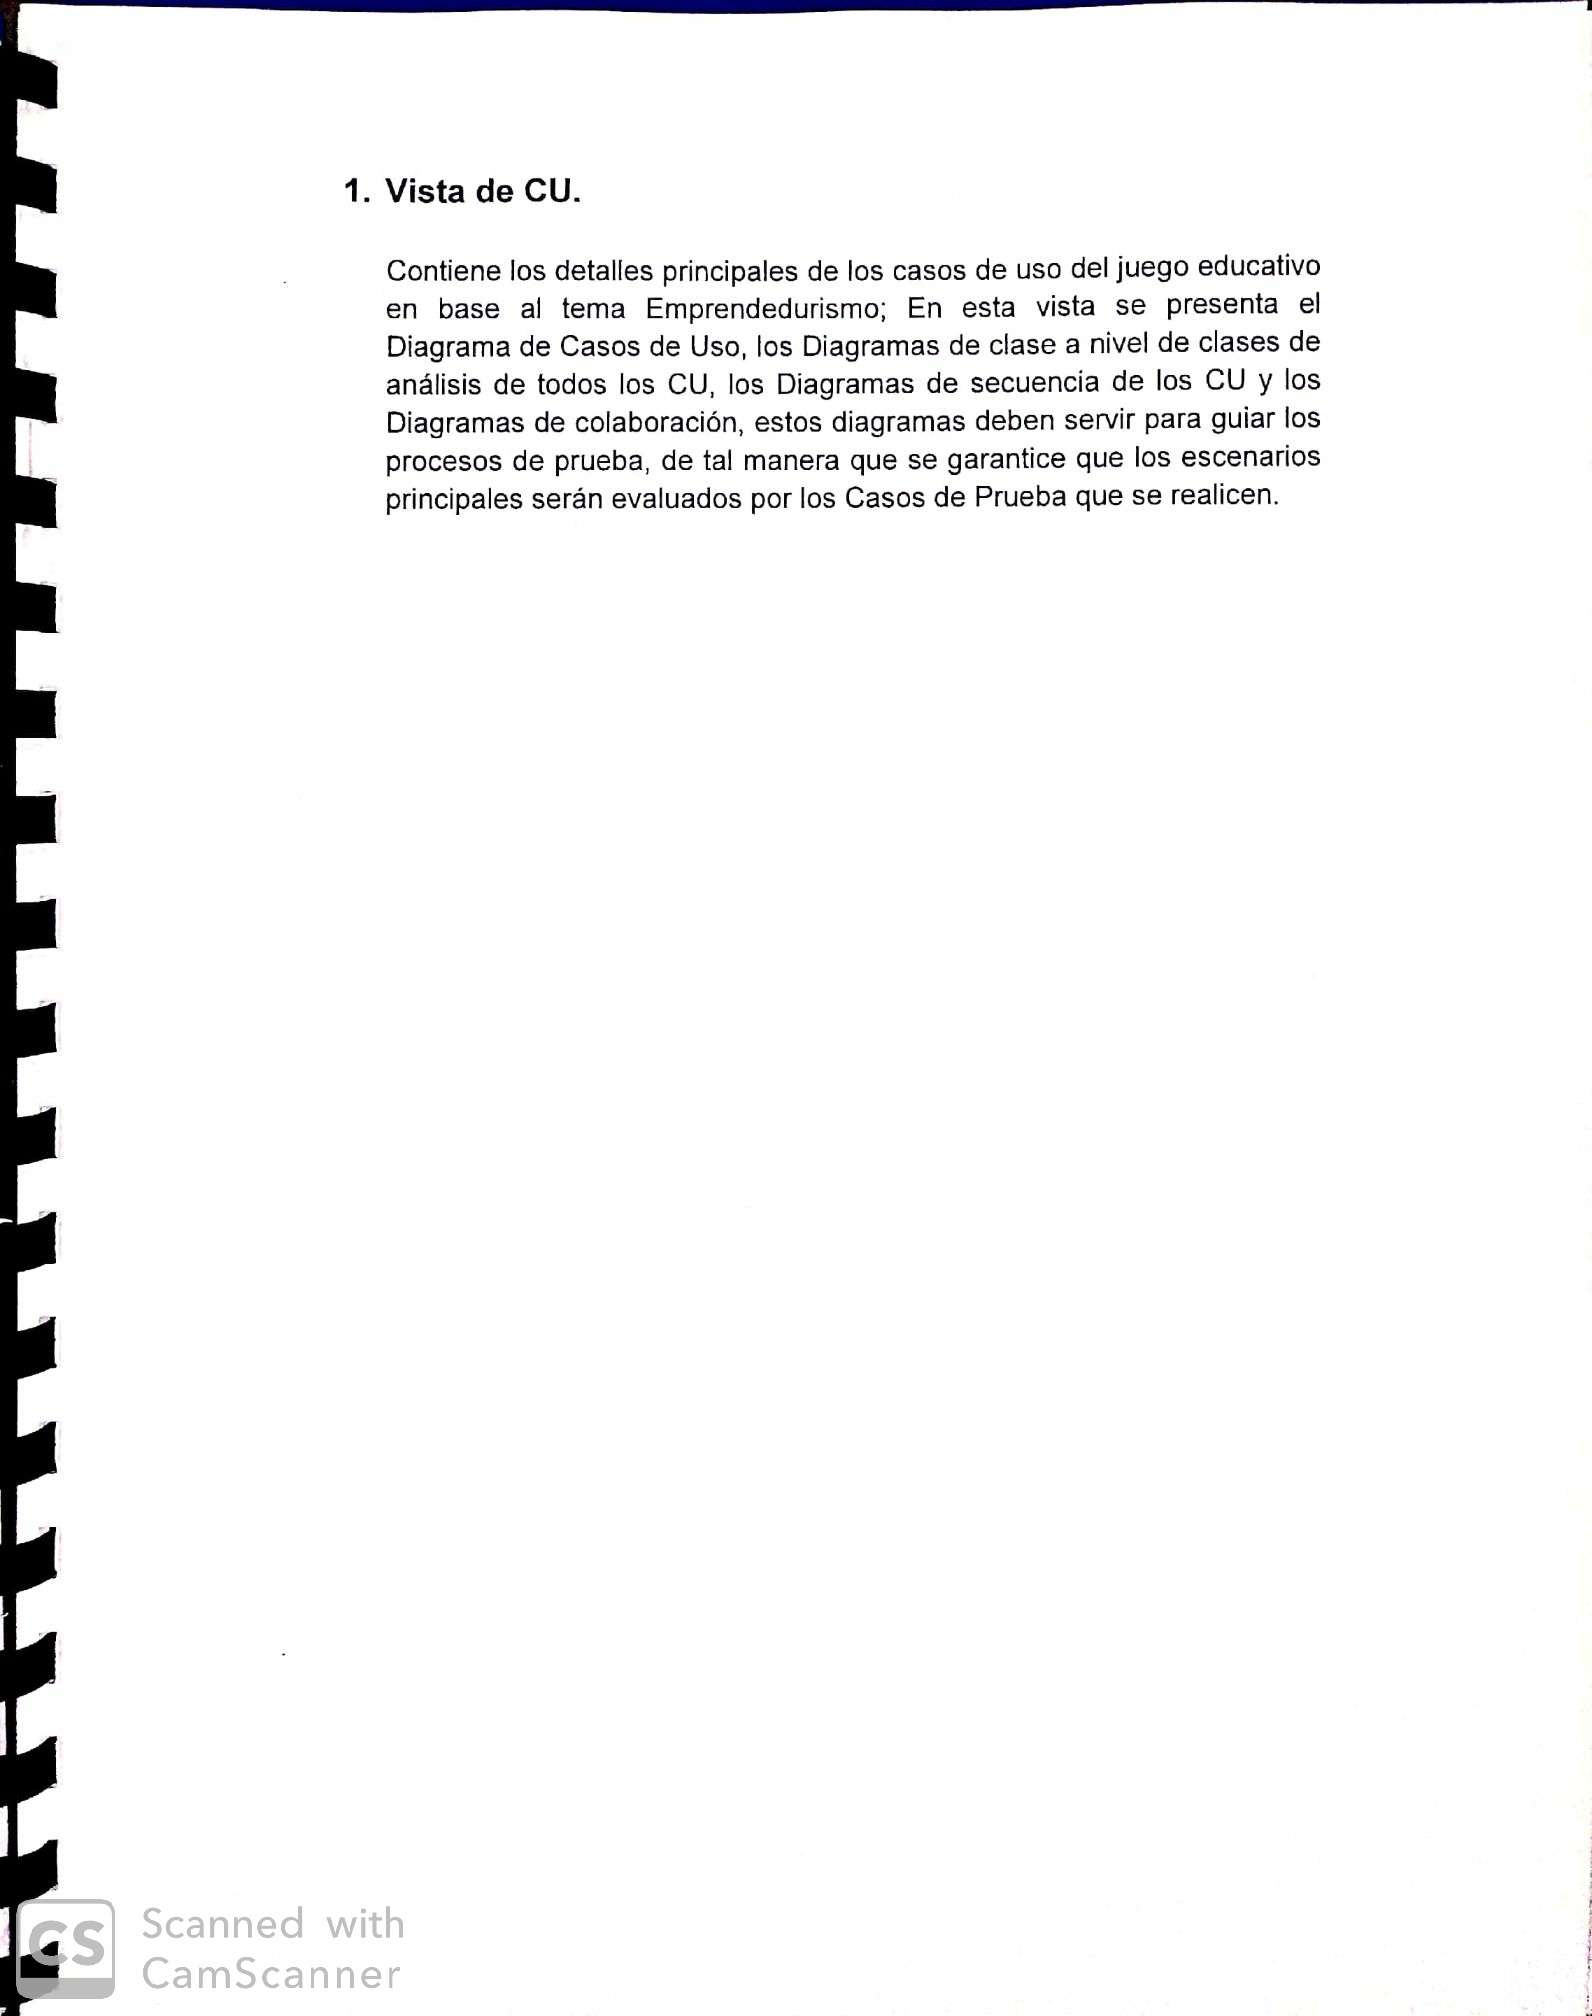 1. Vista de CU.
Contiene los detalles principales de los casos de uso del juego educativo
en base al tema Emprendedurismo; En esta vista se presenta el
Diagrama de Casos de Uso, los Diagramas de clase a nivel de clases de
análisis de todos los CU, los Diagramas de secuencia de los CU y los
Diagramas de colaboración, estos diagramas deben servir para guiar los
procesos de prueba, de tal manera que se garantice que los escenarios
principales serán evaluados por los Casos de Prueba que se realicen.
CS
Scanned with
CamScanner